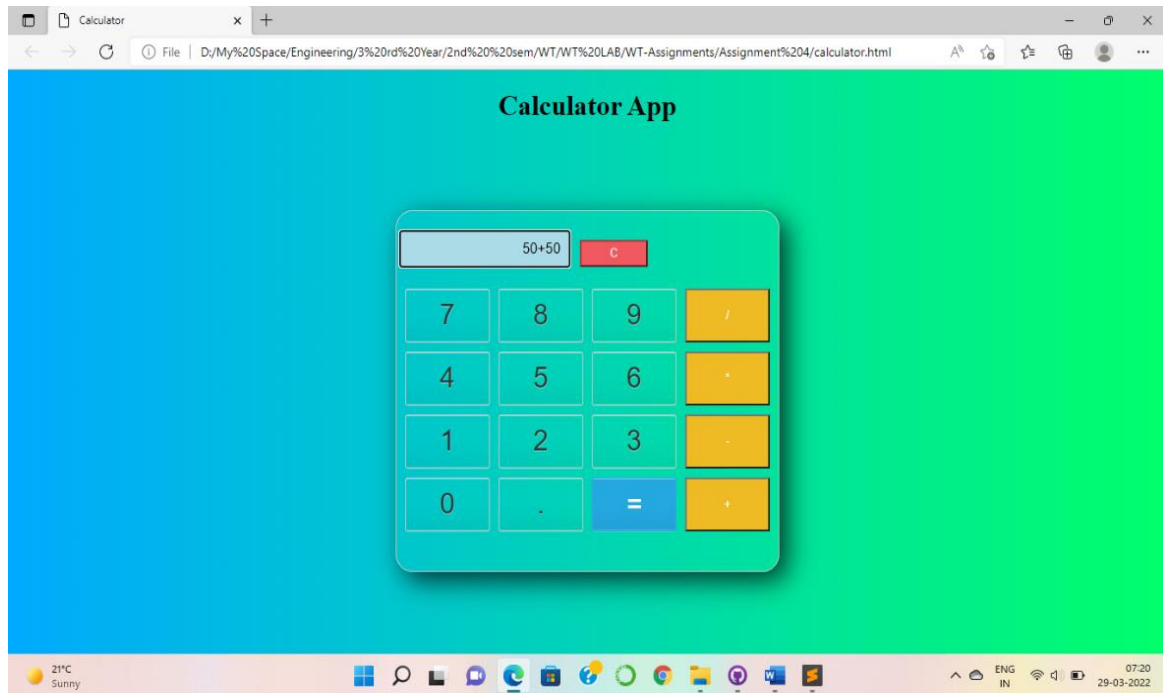 Calculator
File D:/My%20Space/Engineering/3%20rd%20Year/2nd%20%20sem/WT/WT%20LAB/WT-Assignments/Assignment%204/calculator.html
Calculator App
50+50 C
7 8 9 /
4 5 6 *
1 2 3 -
0 . = +
21°C
Sunny
ENG
IN
07:20
29-03-2022